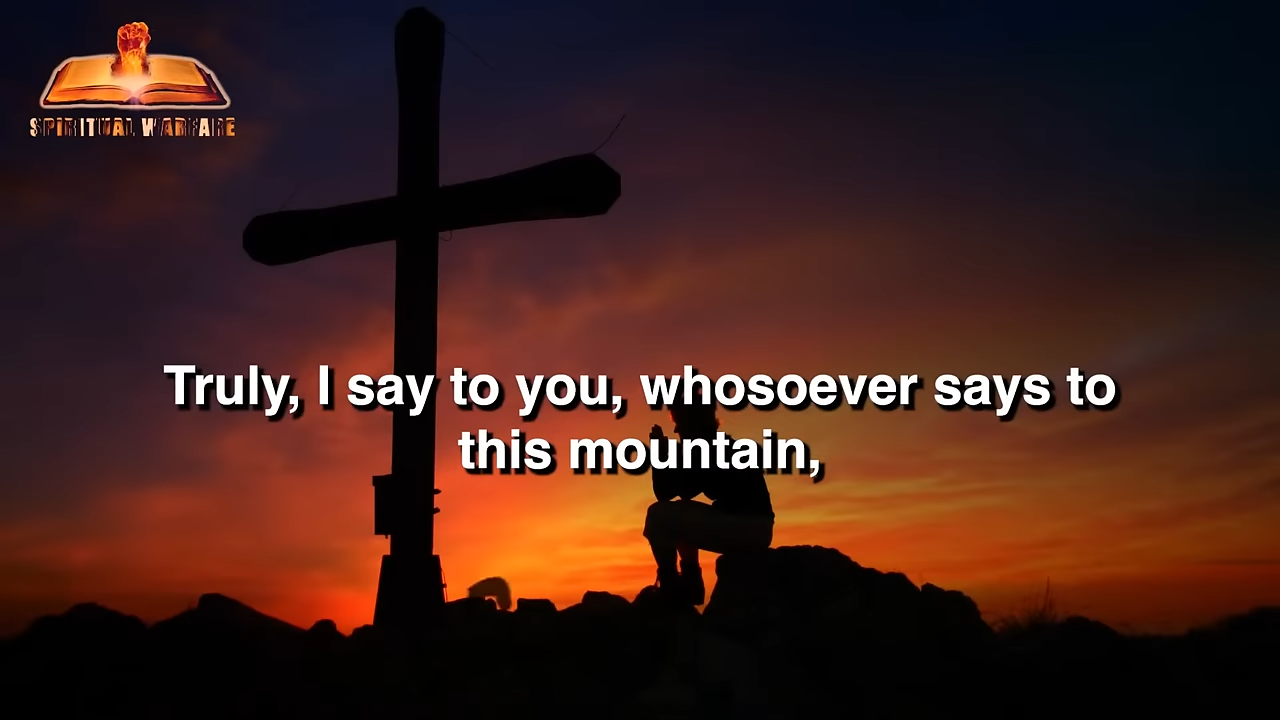 SPIRITUAL WARFARE
Truly, I say to you, whosoever says to
this mountain,